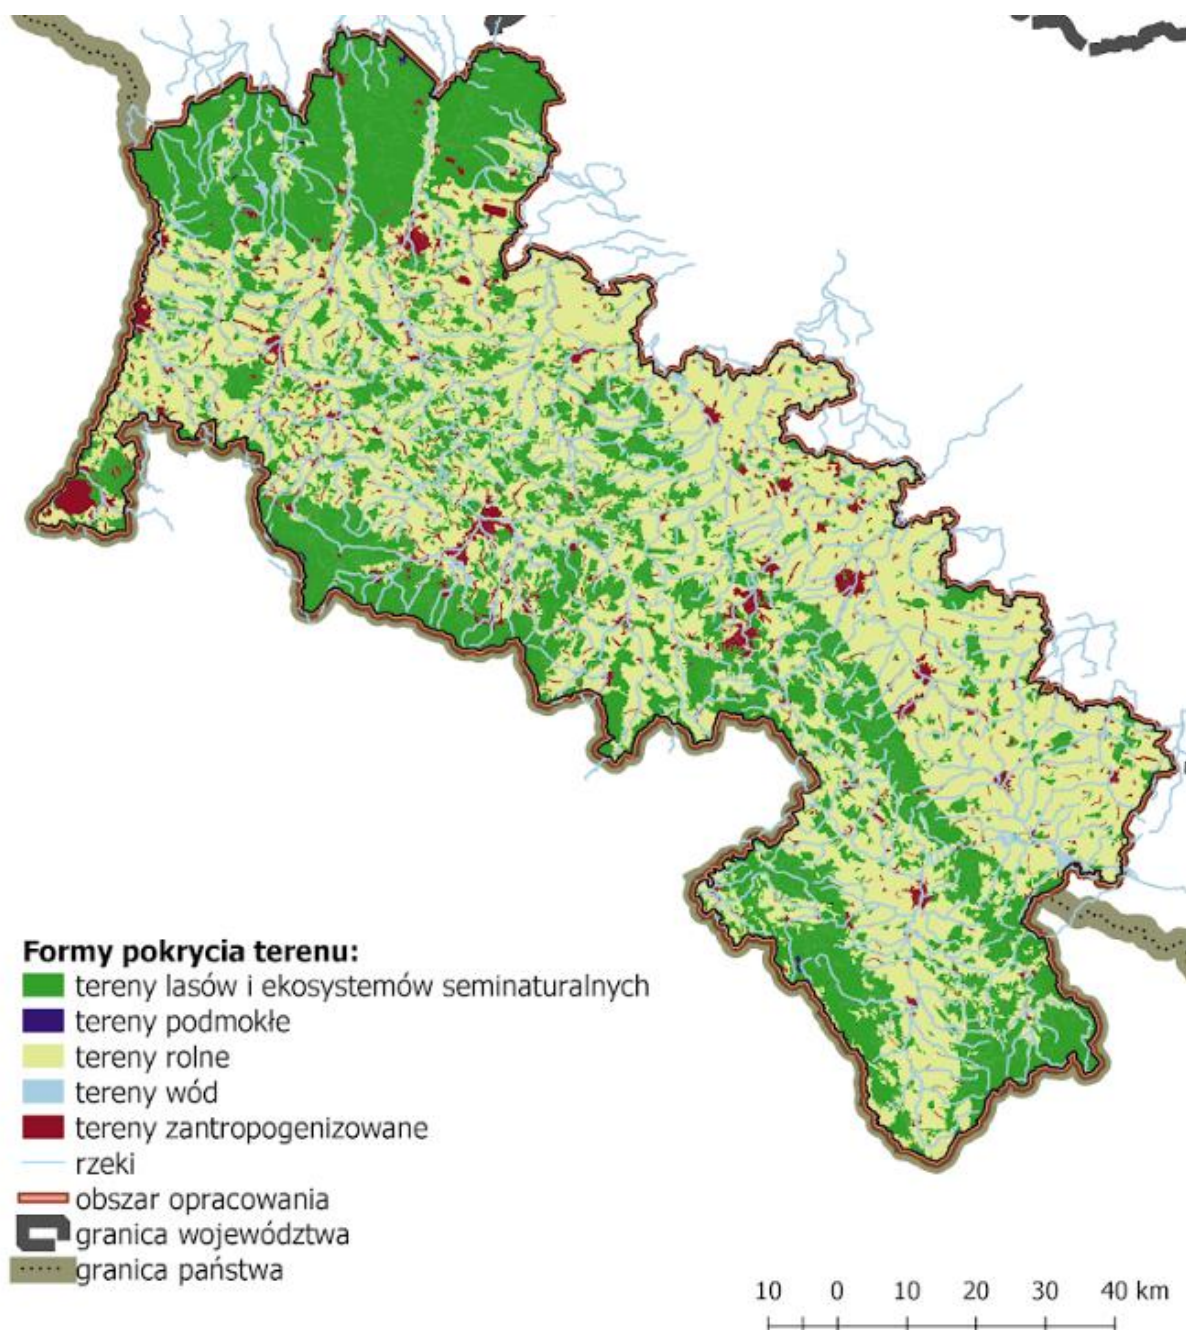 Formy pokrycia terenu:
tereny lasów i ekosystemów seminaturalnych
tereny podmokłe
tereny rolne
tereny wód
tereny zantropogenizowane
rzeki
obszar opracowania
granica województwa
granica państwa
10 0 10 20 30 40 km